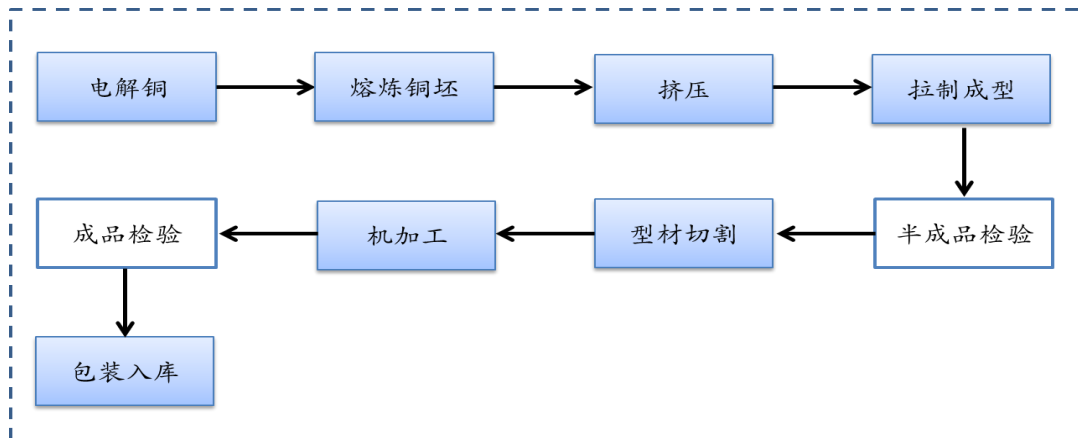 电解铜
熔炼铜坯
挤压
拉制成型
半成品检验
型材切割
机加工
成品检验
包装入库